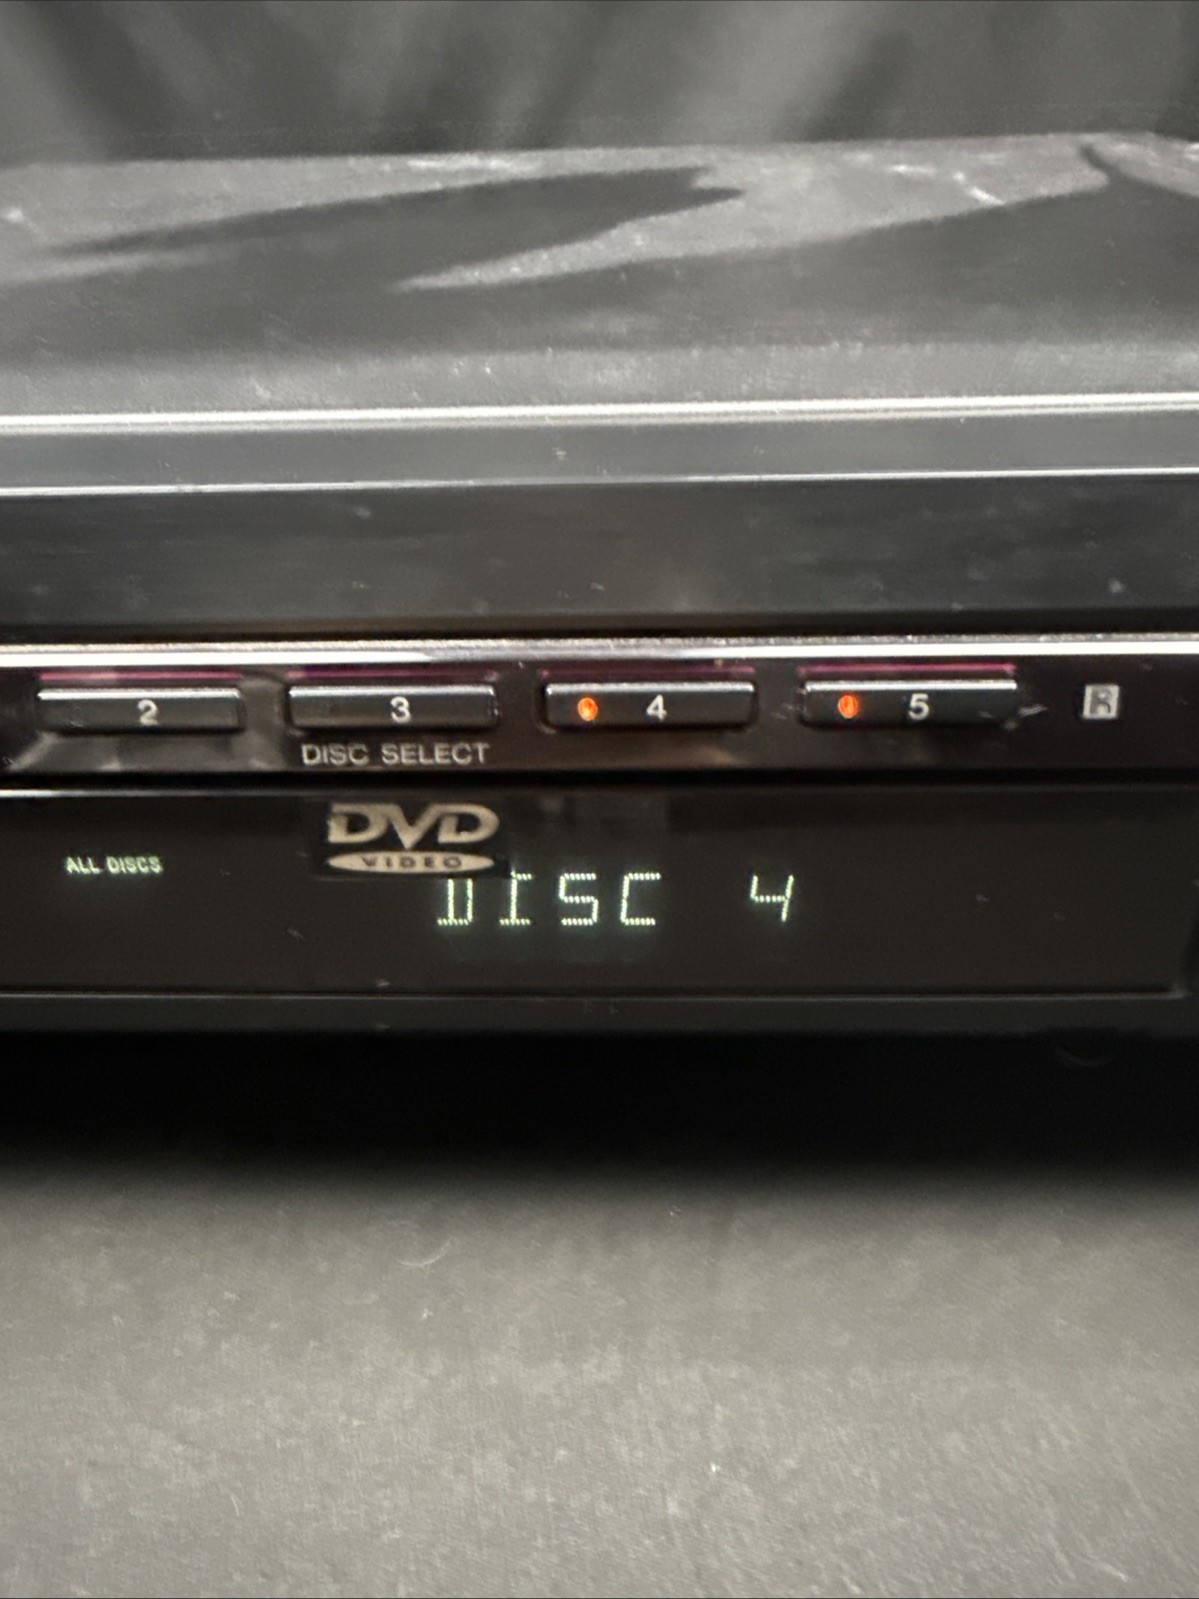 2 3 4 5 R
DISC SELECT
DVD
VIDEO
ALL DISCS
DISC 4